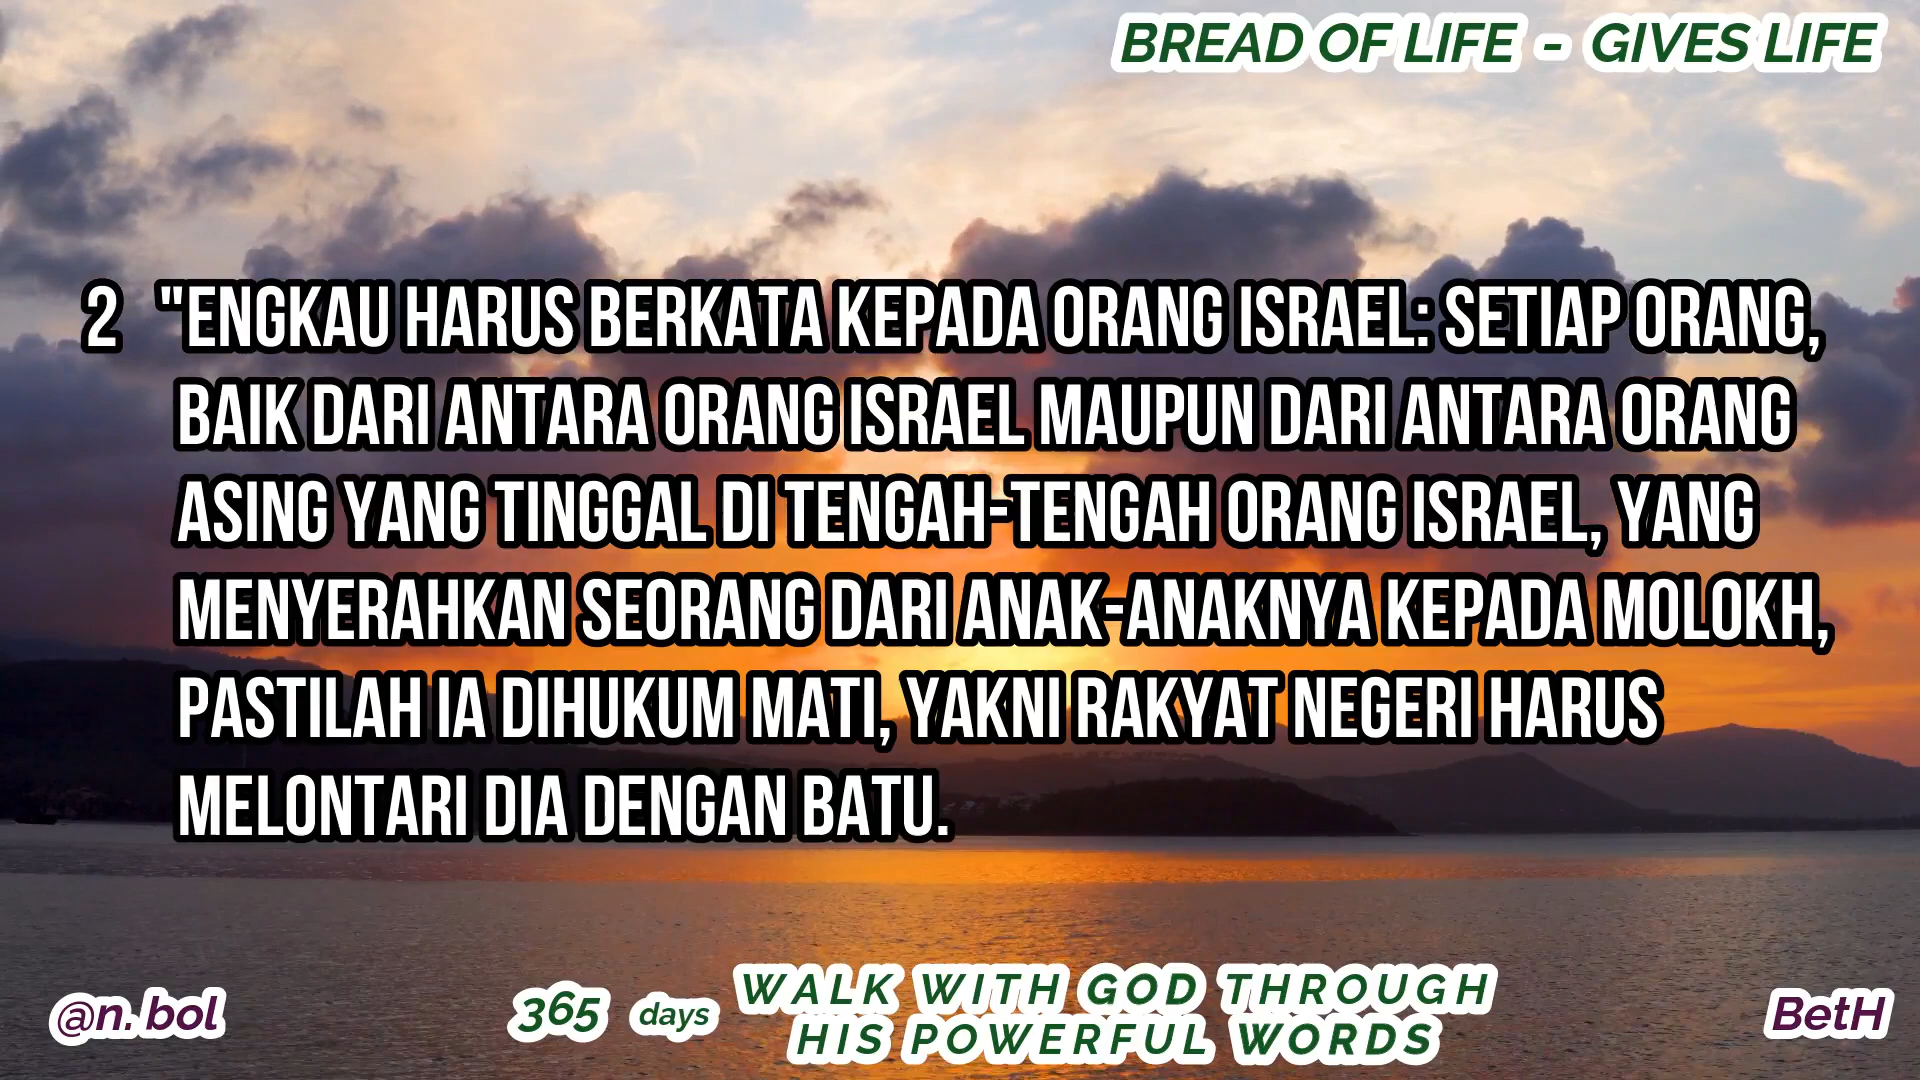 BREAD OF LIFE - GIVES LIFE
2 "ENGKAU HARUS BERKATA KEPADA ORANG ISRAEL: SETIAP ORANG,
BAIK DARI ANTARA ORANG ISRAEL MAUPUN DARI ANTARA ORANG
ASING YANG TINGGAL DI TENGAH-TENGAH ORANG ISRAEL, YANG
MENYERAHKAN SEORANG DARI ANAK-ANAKNYA KEPADA MOLOKH,
PASTILAH IA DIHUKUM MATI, YAKNI RAKYAT NEGERI HARUS
MELONTARI DIA DENGAN BATU.
@n.bol
365 days
WALK WITH GOD THROUGH
HIS POWERFUL WORDS
BetH